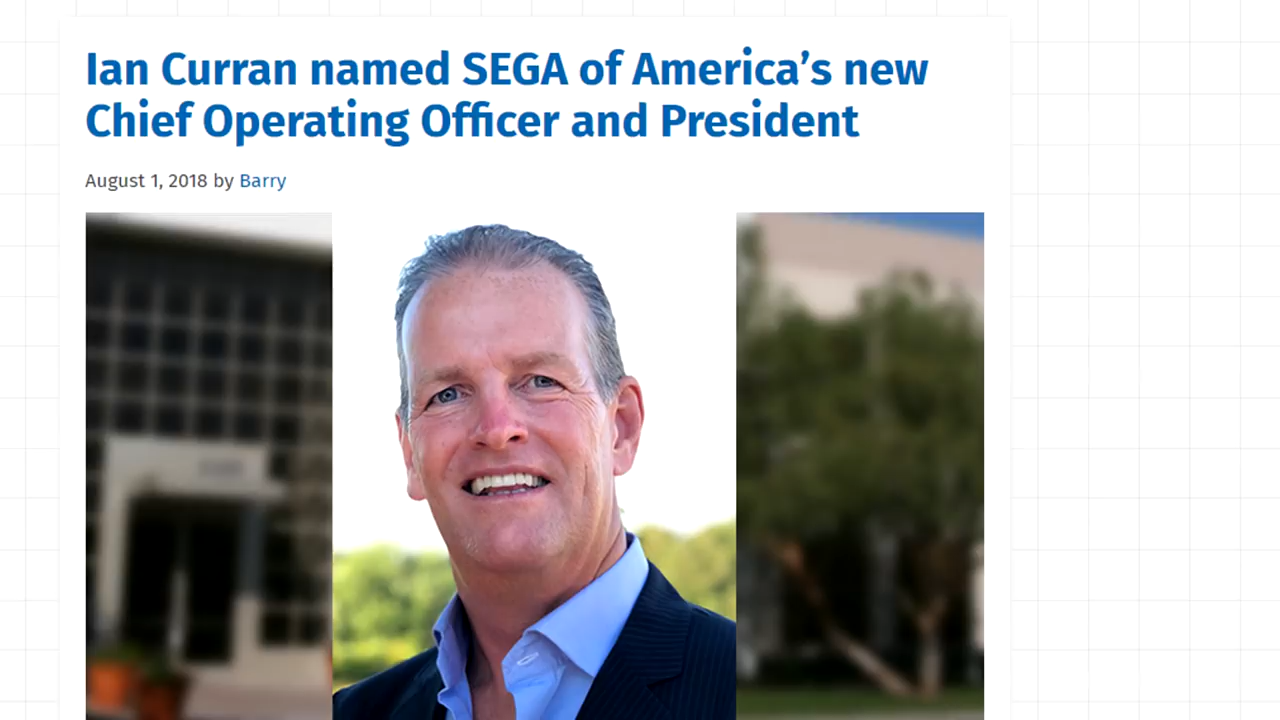 Ian Curran named SEGA of America’s new
Chief Operating Officer and President
August 1, 2018 by Barry